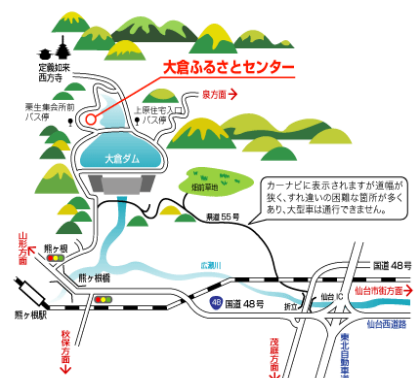 定義如来
西方寺
大倉ふるさとセンター
栗生集会所前
バス停
上原住宅入口
バス停
泉方面
大倉ダム
畑前草地
カーナビに表示されますが道幅が
狭く、すれ違いの困難な箇所が多く
あり、大型車は通行できません。
県道55号
山形方面
熊ヶ根
熊ヶ根橋
広瀬川
国道48号
仙台市街方面
48 国道48号
折立
仙台IC
仙台西道路
熊ヶ根駅
秋保方面
茂庭方面
東北自動車道